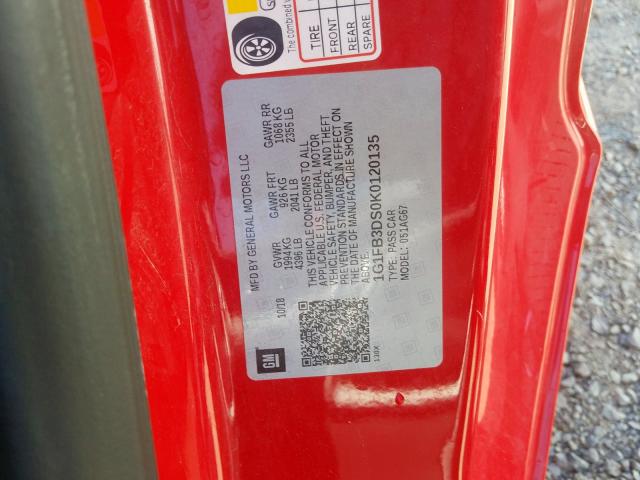 The combined
TIRE
FRONT
REAR
SPARE
MFD BY GENERAL MOTORS LLC
10/18
GM
GVWR GAWR FRT GAWR RR
1994 KG 926 KG 1068 KG
4396 LB 2041 LB 2355 LB
THIS VEHICLE CONFORMS TO ALL
APPLICABLE U.S. FEDERAL MOTOR
VEHICLE SAFETY, BUMPER, AND THEFT
PREVENTION STANDARDS IN EFFECT ON
THE DATE OF MANUFACTURE SHOWN
ABOVE.
1G1FB3DS0K0120135
TYPE: PASS CAR
MODEL: 051AG67